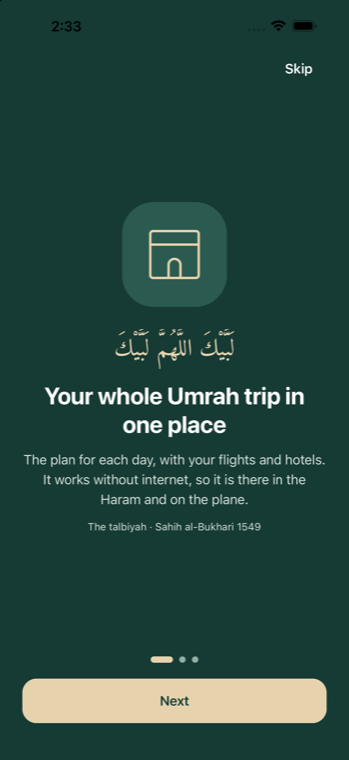 2:33
Skip
لَبَّيْكَ اللَّهُمَّ لَبَّيْكَ
Your whole Umrah trip in
one place
The plan for each day, with your flights and hotels.
It works without internet, so it is there in the
Haram and on the plane.
The talbiyah · Sahih al-Bukhari 1549
Next